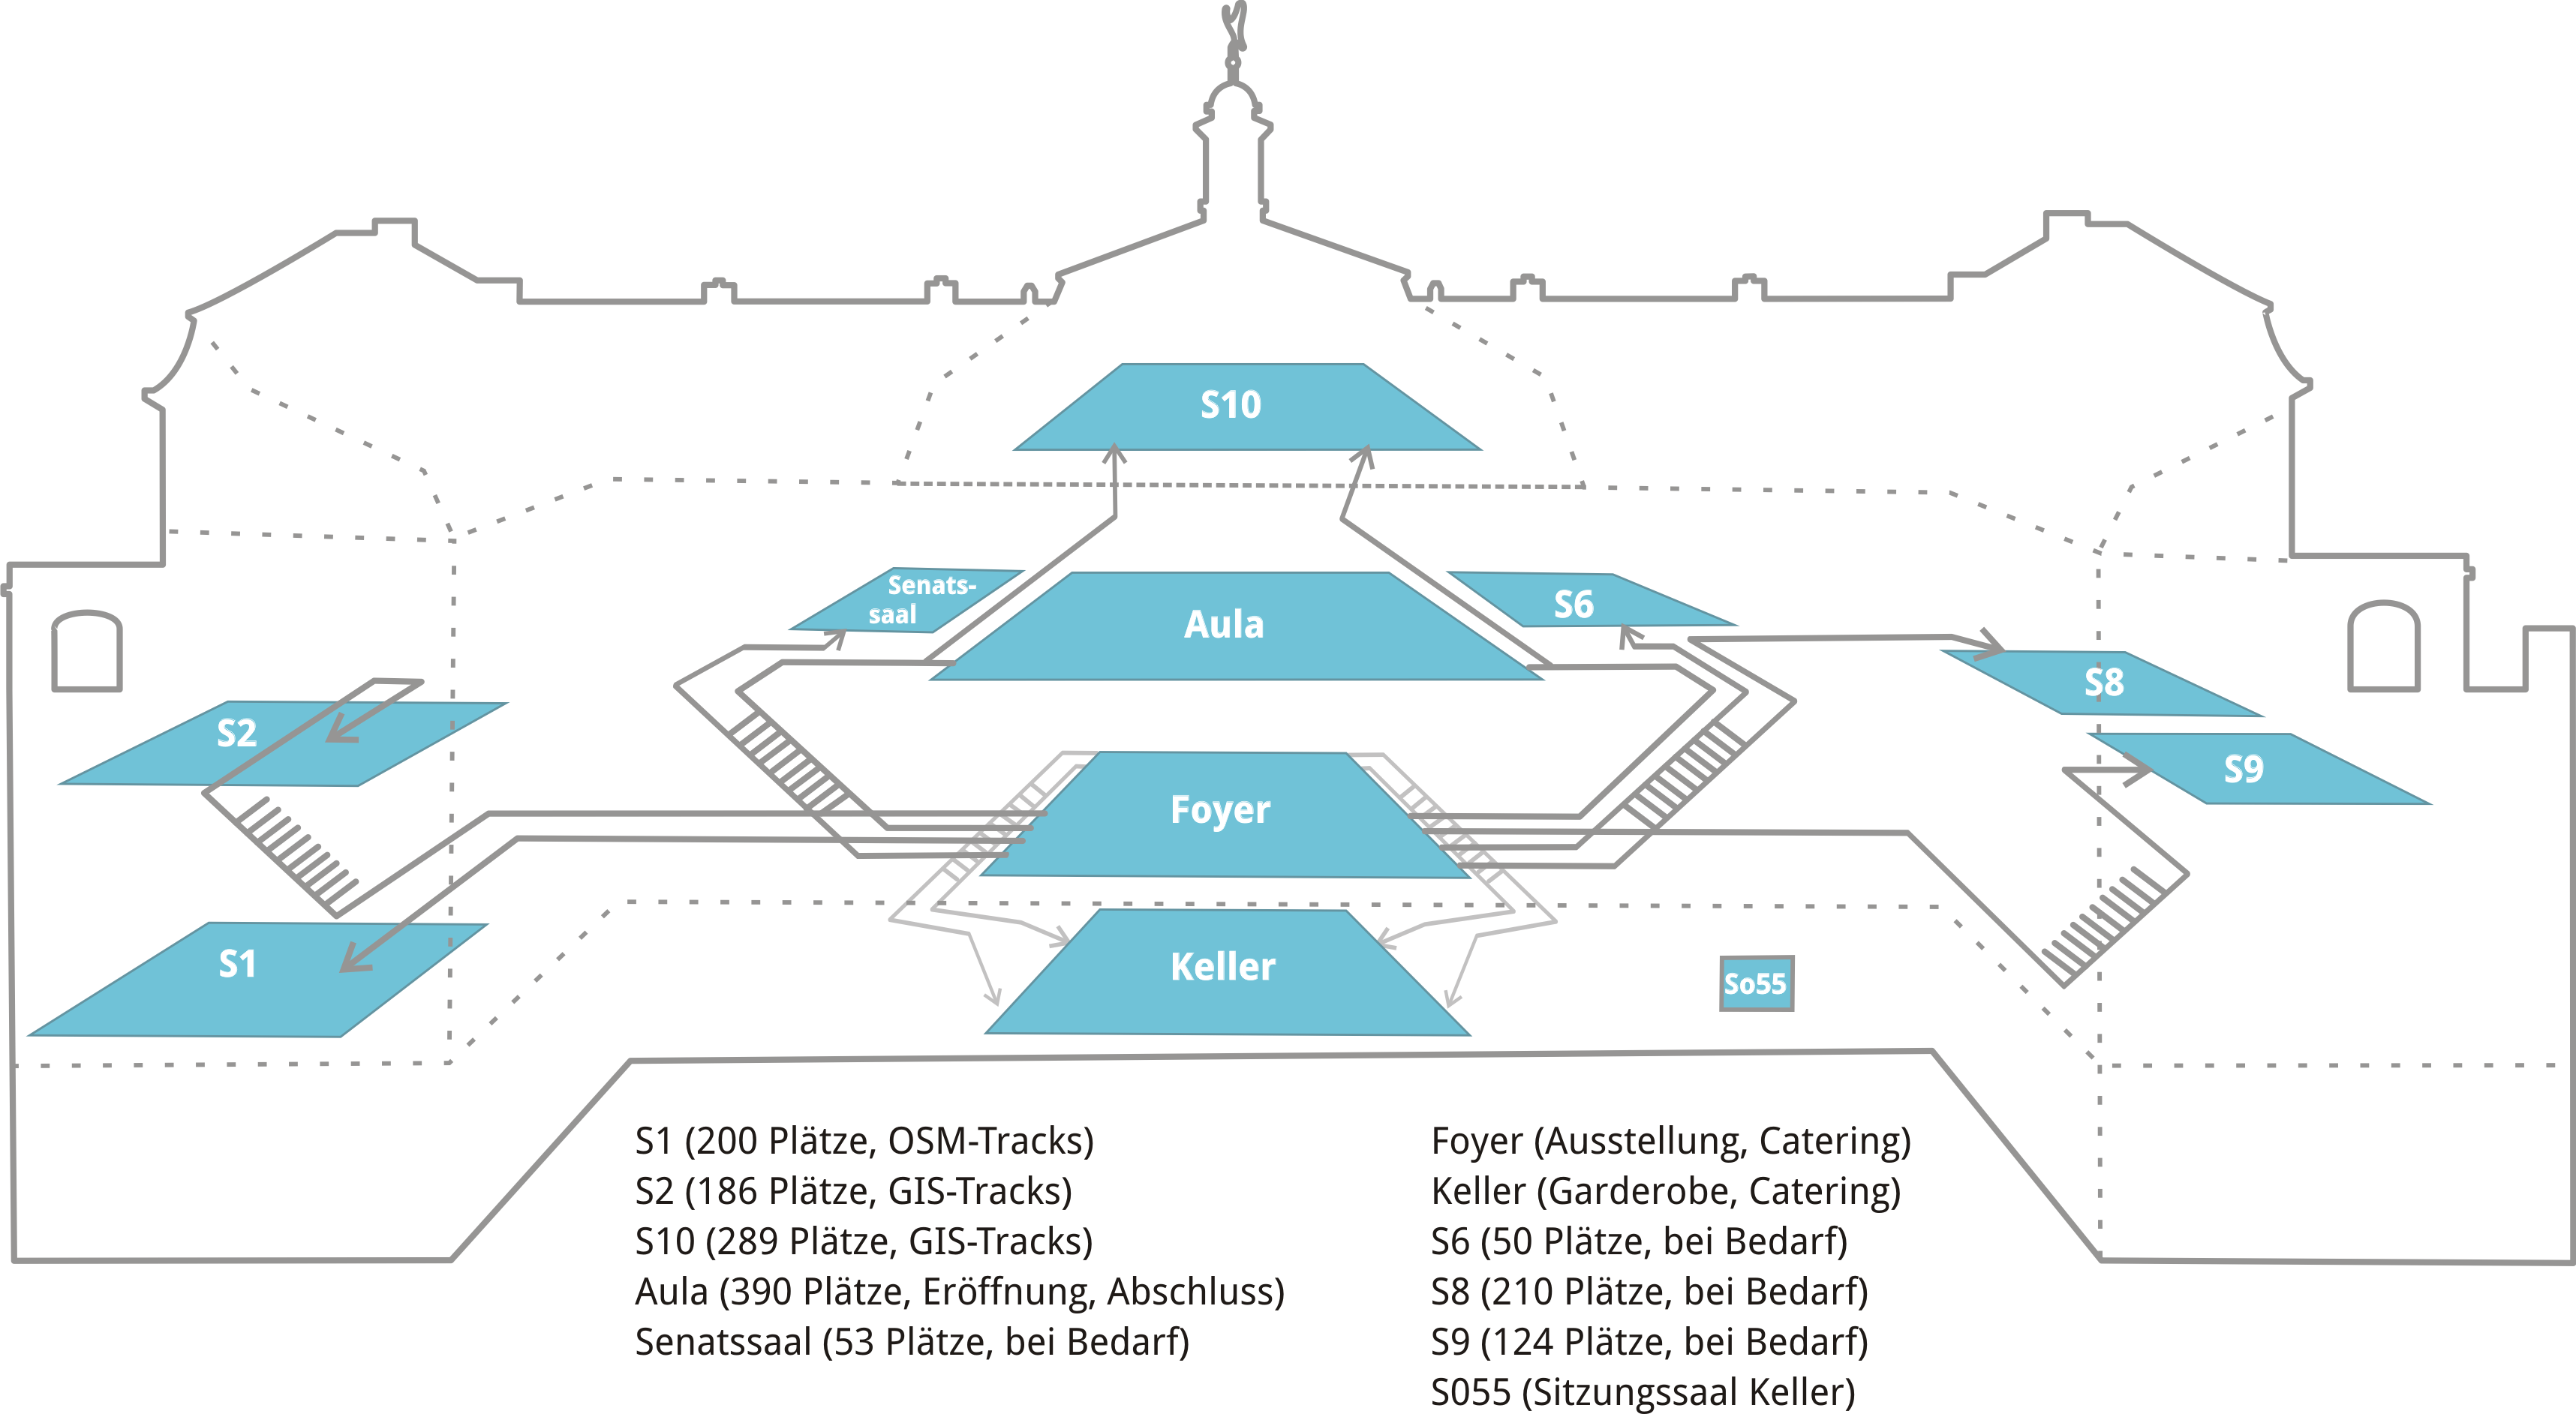 S10
Senats-
saal
Aula
S6
S8
S2
S9
Foyer
S1
Keller
So55
S1 (200 Plätze, OSM-Tracks)
S2 (186 Plätze, GIS-Tracks)
S10 (289 Plätze, GIS-Tracks)
Aula (390 Plätze, Eröffnung, Abschluss)
Senatssaal (53 Plätze, bei Bedarf)
Foyer (Ausstellung, Catering)
Keller (Garderobe, Catering)
S6 (50 Plätze, bei Bedarf)
S8 (210 Plätze, bei Bedarf)
S9 (124 Plätze, bei Bedarf)
S055 (Sitzungssaal Keller)